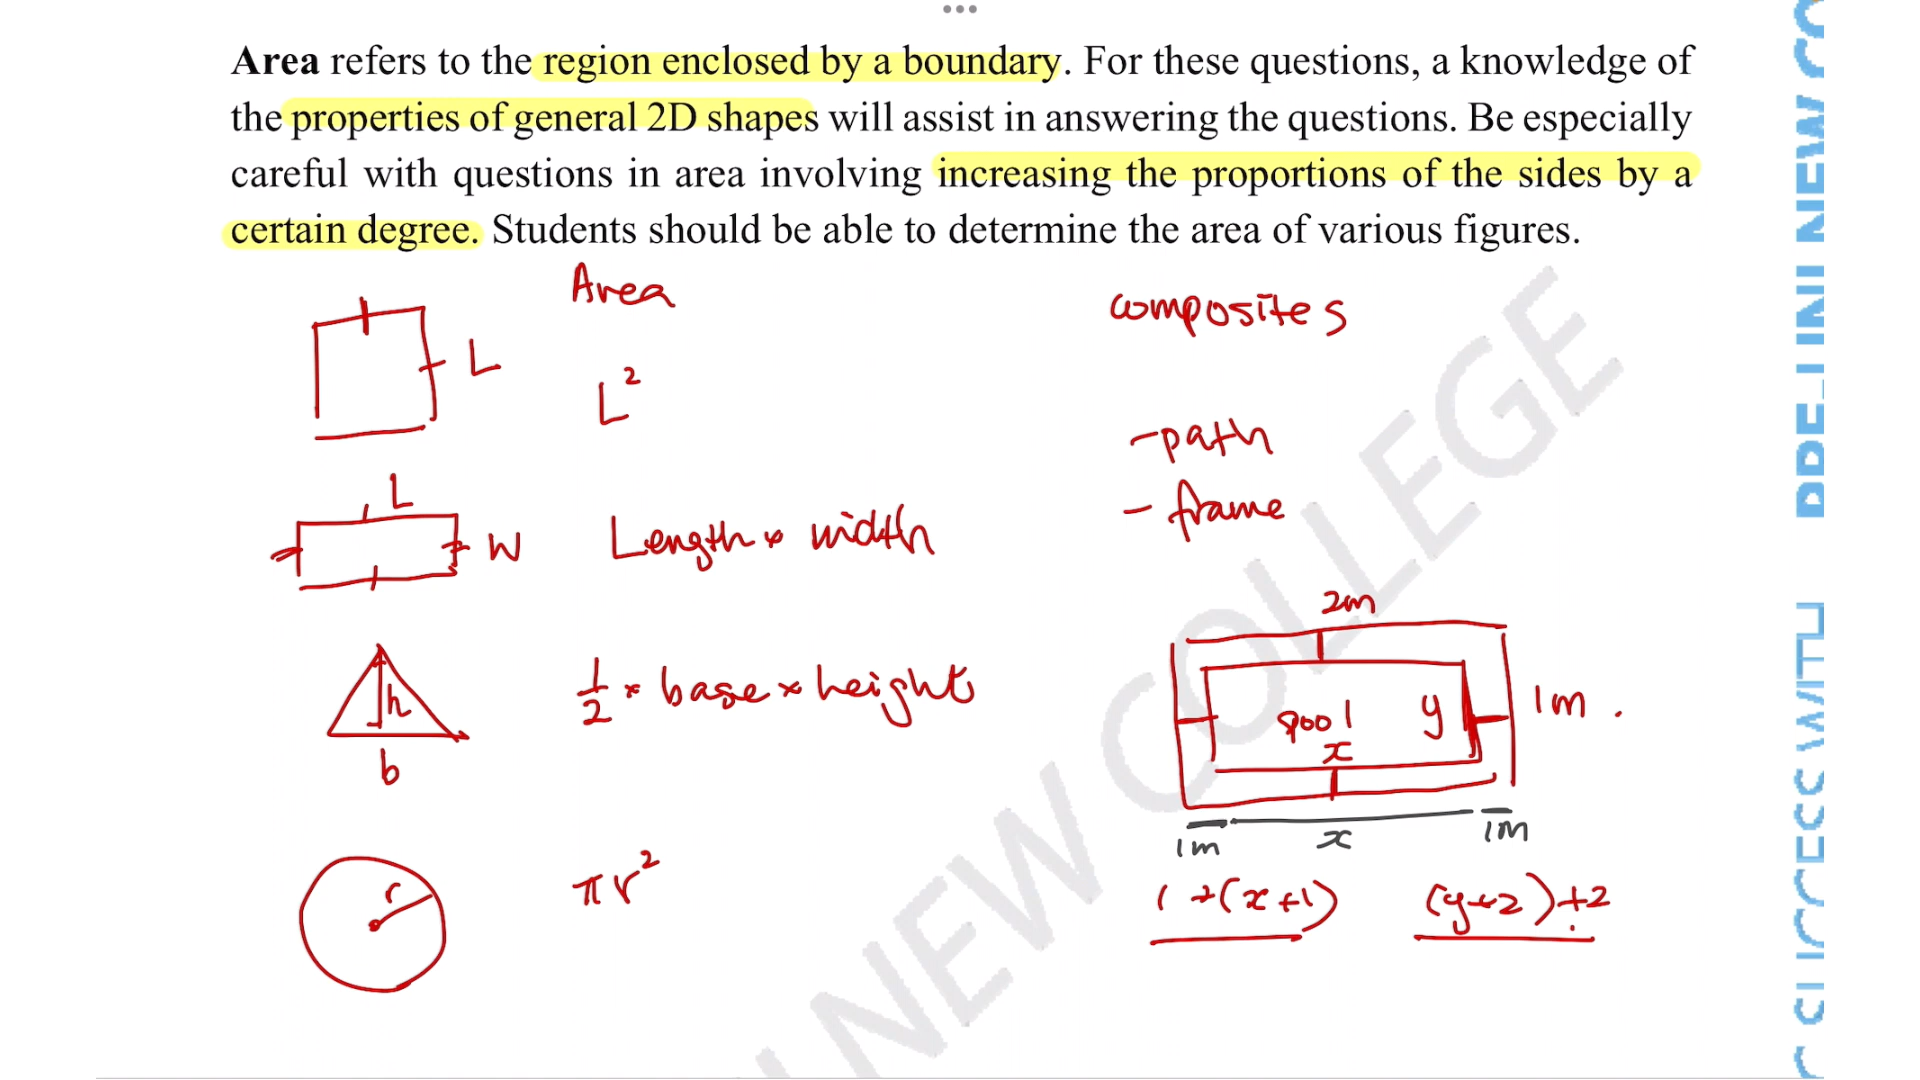 Area refers to the region enclosed by a boundary. For these questions, a knowledge of
the properties of general 2D shapes will assist in answering the questions. Be especially
careful with questions in area involving increasing the proportions of the sides by a
certain degree. Students should be able to determine the area of various figures.
Area
composites
L
L²
-path
- frame
L
W
Length × width
2m
h
b
1/2 × base × height
pool
x
y
1m.
1m
x
1m
r
πr²
1+(x+1)
(y+2)+2
NEW COLLEGE